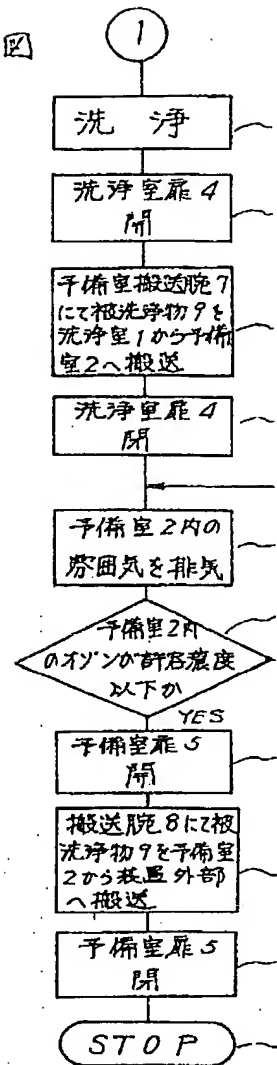 図
1
洗 浄
洗浄室扉4
開
予備室搬送腕7
にて被洗浄物9を
洗浄室1から予備
室2へ搬送
洗浄室扉4
閉
予備室2内の
雰囲気を排気
予備室2内
のオゾンが許容濃度
以下か
YES
予備室扉5
開
搬送腕8にて被
洗浄物9を予備室
2から装置外部
へ搬送
予備室扉5
閉
STOP